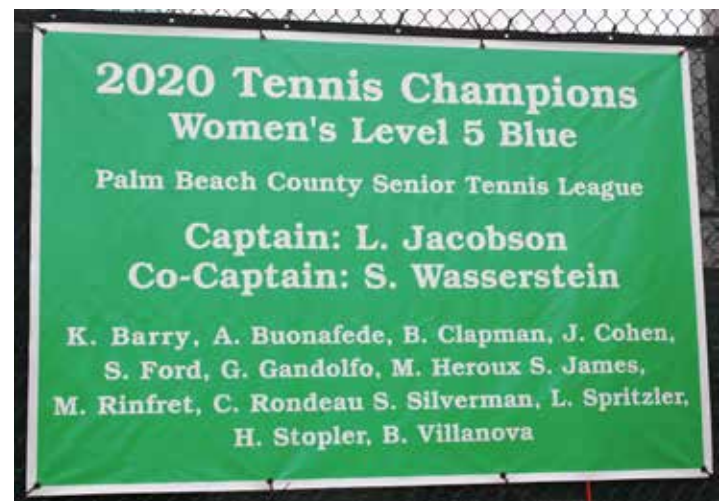 2020 Tennis Champions
Women's Level 5 Blue
Palm Beach County Senior Tennis League
Captain: L. Jacobson
Co-Captain: S. Wasserstein
K. Barry, A. Buonafede, B. Clapman, J. Cohen,
S. Ford, G. Gandolfo, M. Heroux S. James,
M. Rinfret, C. Rondeau S. Silverman, L. Spritzler,
H. Stopler, B. Villanova